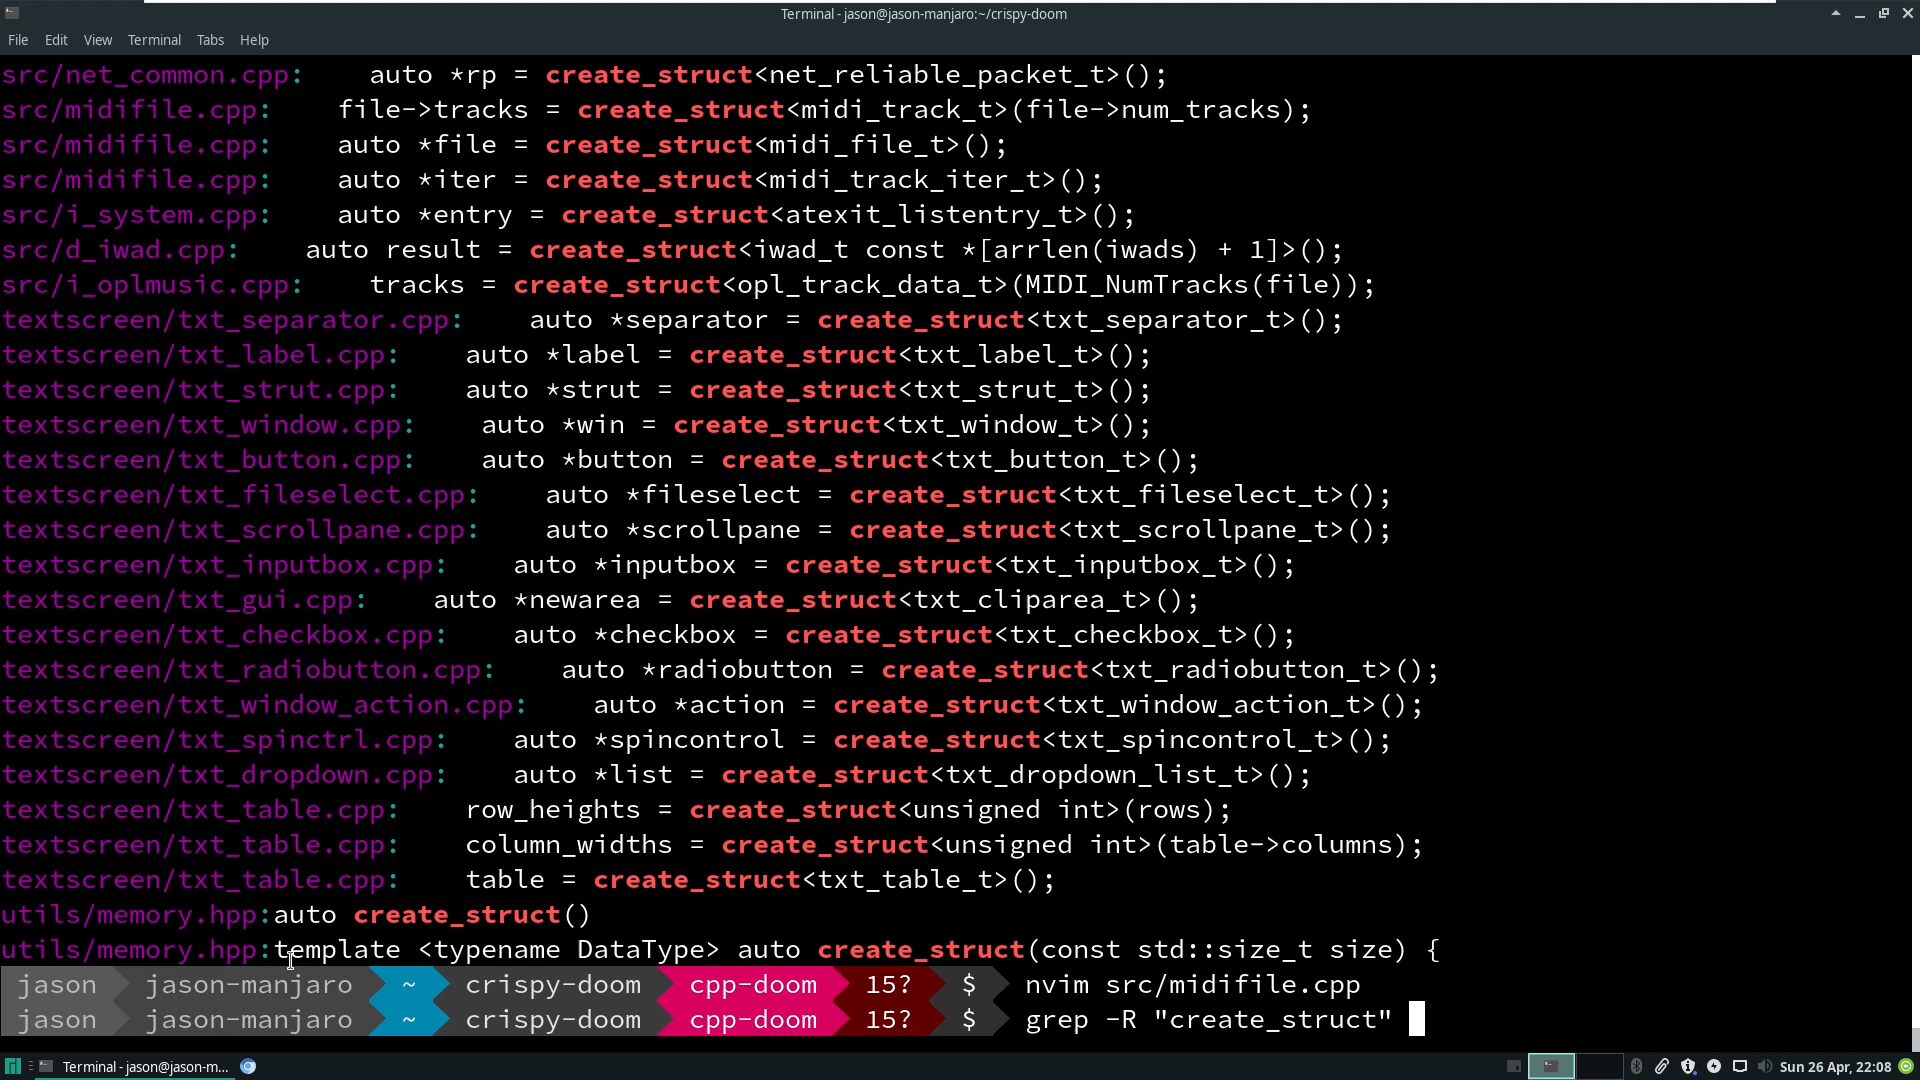 Terminal - jason@jason-manjaro:~/crispy-doom
File Edit View Terminal Tabs Help
src/net_common.cpp:    auto *rp = create_struct<net_reliable_packet_t>();
src/midifile.cpp:    file->tracks = create_struct<midi_track_t>(file->num_tracks);
src/midifile.cpp:    auto *file = create_struct<midi_file_t>();
src/midifile.cpp:    auto *iter = create_struct<midi_track_iter_t>();
src/i_system.cpp:    auto *entry = create_struct<atexit_listentry_t>();
src/d_iwad.cpp:    auto result = create_struct<iwad_t const *[arrlen(iwads) + 1]>();
src/i_oplmusic.cpp:    tracks = create_struct<opl_track_data_t>(MIDI_NumTracks(file));
textscreen/txt_separator.cpp:    auto *separator = create_struct<txt_separator_t>();
textscreen/txt_label.cpp:    auto *label = create_struct<txt_label_t>();
textscreen/txt_strut.cpp:    auto *strut = create_struct<txt_strut_t>();
textscreen/txt_window.cpp:    auto *win = create_struct<txt_window_t>();
textscreen/txt_button.cpp:    auto *button = create_struct<txt_button_t>();
textscreen/txt_fileselect.cpp:    auto *fileselect = create_struct<txt_fileselect_t>();
textscreen/txt_scrollpane.cpp:    auto *scrollpane = create_struct<txt_scrollpane_t>();
textscreen/txt_inputbox.cpp:    auto *inputbox = create_struct<txt_inputbox_t>();
textscreen/txt_gui.cpp:    auto *newarea = create_struct<txt_cliparea_t>();
textscreen/txt_checkbox.cpp:    auto *checkbox = create_struct<txt_checkbox_t>();
textscreen/txt_radiobutton.cpp:    auto *radiobutton = create_struct<txt_radiobutton_t>();
textscreen/txt_window_action.cpp:    auto *action = create_struct<txt_window_action_t>();
textscreen/txt_spinctrl.cpp:    auto *spincontrol = create_struct<txt_spincontrol_t>();
textscreen/txt_dropdown.cpp:    auto *list = create_struct<txt_dropdown_list_t>();
textscreen/txt_table.cpp:    row_heights = create_struct<unsigned int>(rows);
textscreen/txt_table.cpp:    column_widths = create_struct<unsigned int>(table->columns);
textscreen/txt_table.cpp:    table = create_struct<txt_table_t>();
utils/memory.hpp:auto create_struct()
utils/memory.hpp:template <typename DataType> auto create_struct(const std::size_t size) {
jason jason-manjaro ~ crispy-doom cpp-doom 15? $ nvim src/midifile.cpp
jason jason-manjaro ~ crispy-doom cpp-doom 15? $ grep -R "create_struct"
Terminal - jason@jason-m... Sun 26 Apr, 22:08